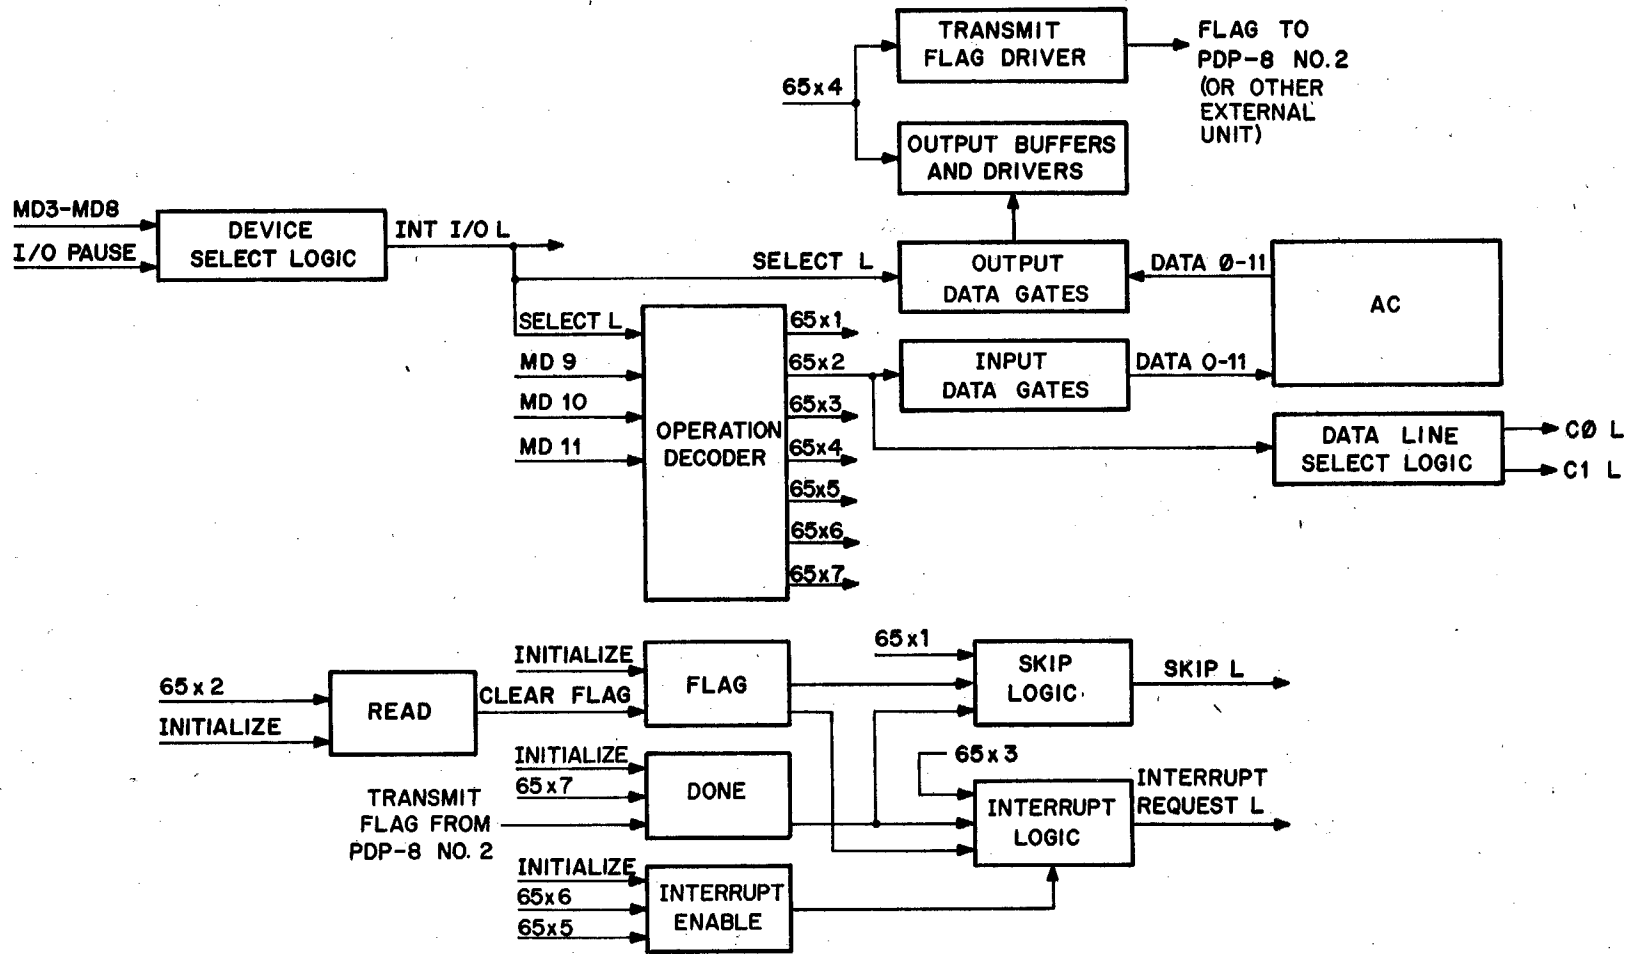 TRANSMIT
FLAG DRIVER
FLAG TO
PDP-8 NO.2
(OR OTHER
EXTERNAL
UNIT)
65x4
OUTPUT BUFFERS
AND DRIVERS
MD3-MD8
I/O PAUSE
DEVICE
SELECT LOGIC
INT I/O L
SELECT L
OUTPUT
DATA GATES
DATA Ø-11
AC
SELECT L
MD 9
MD 10
MD 11
OPERATION
DECODER
65x1
65x2
65x3
65x4
65x5
65x6
65x7
INPUT
DATA GATES
DATA 0-11
DATA LINE
SELECT LOGIC
CØ L
C1 L
65x2
INITIALIZE
READ
CLEAR FLAG
INITIALIZE
FLAG
65x1
SKIP
LOGIC
SKIP L
INITIALIZE
65x7
TRANSMIT
FLAG FROM
PDP-8 NO. 2
DONE
65x3
INTERRUPT
LOGIC
INTERRUPT
REQUEST L
INITIALIZE
65x6
65x5
INTERRUPT
ENABLE